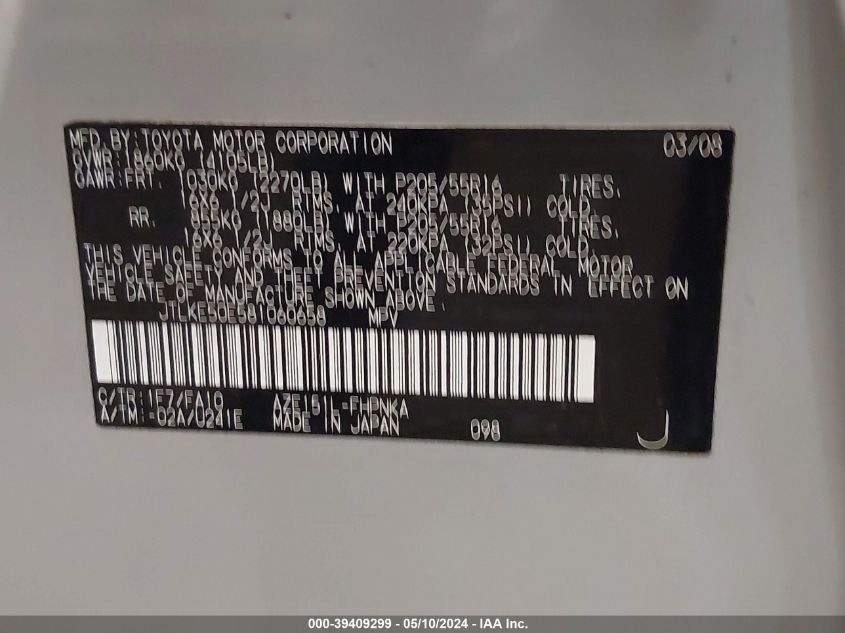 MFD. BY: TOYOTA MOTOR CORPORATION 03/08
GVWR: 1860KG (4105LB)
GAWR: FRT. 1030KG (2270LB) WITH P205/55R16 TIRES,
16X6 1/2J RIMS, AT 240KPA (35PSI) COLD.
RR. 855KG (1880LB) WITH P205/55R16 TIRES,
16X6 1/2J RIMS, AT 220KPA (32PSI) COLD.
THIS VEHICLE CONFORMS TO ALL APPLICABLE FEDERAL MOTOR
VEHICLE SAFETY AND THEFT PREVENTION STANDARDS IN EFFECT ON
THE DATE OF MANUFACTURE SHOWN ABOVE.
JTLKE50E581060658 MPV
C/TR: 1F7/FA10 AZE151L-FHPNKA
A/TM: -02A/U241E MADE IN JAPAN 098
J
000-39409299 - 05/10/2024 - IAA Inc.